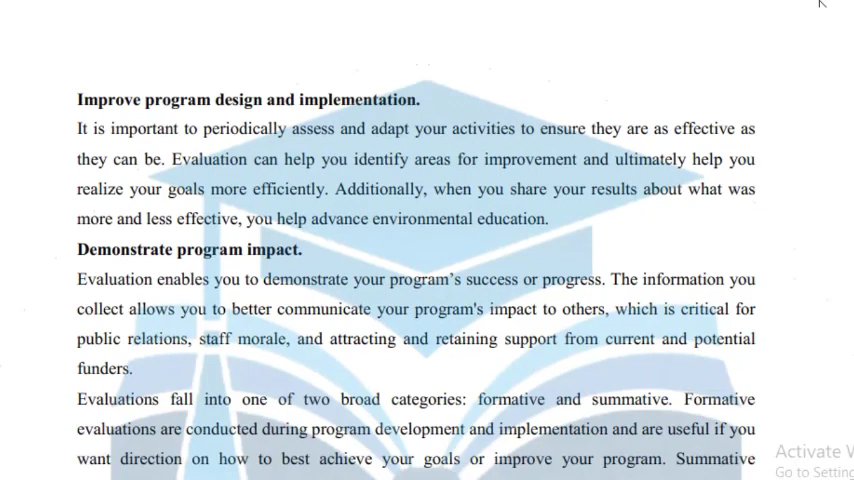 Improve program design and implementation.
It is important to periodically assess and adapt your activities to ensure they are as effective as
they can be. Evaluation can help you identify areas for improvement and ultimately help you
realize your goals more efficiently. Additionally, when you share your results about what was
more and less effective, you help advance environmental education.
Demonstrate program impact.
Evaluation enables you to demonstrate your program’s success or progress. The information you
collect allows you to better communicate your program's impact to others, which is critical for
public relations, staff morale, and attracting and retaining support from current and potential
funders.
Evaluations fall into one of two broad categories: formative and summative. Formative
evaluations are conducted during program development and implementation and are useful if you
want direction on how to best achieve your goals or improve your program. Summative
Activate
Go to Setting